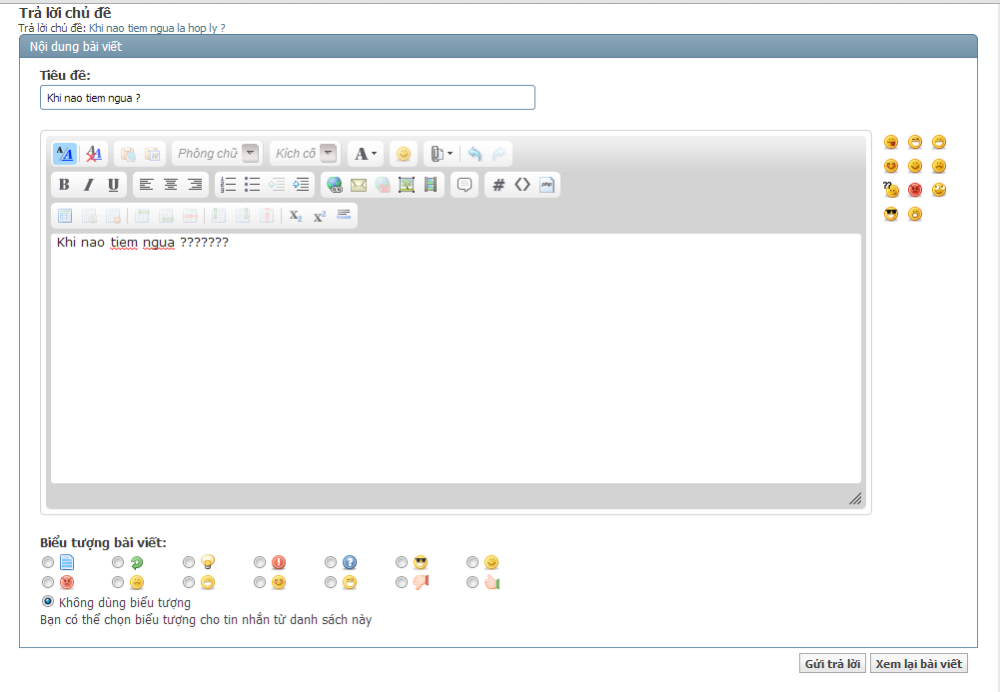 Trả lời chủ đề
Trả lời chủ đề: Khi nao tiem ngua la hop ly ?
Nội dung bài viết
Tiêu đề:
Khi nao tiem ngua ?
Phông chữ
Kích cỡ
Khi nao tiem ngua ???????
Biểu tượng bài viết:
Không dùng biểu tượng
Bạn có thể chọn biểu tượng cho tin nhắn từ danh sách này
Gửi trả lời Xem lại bài viết